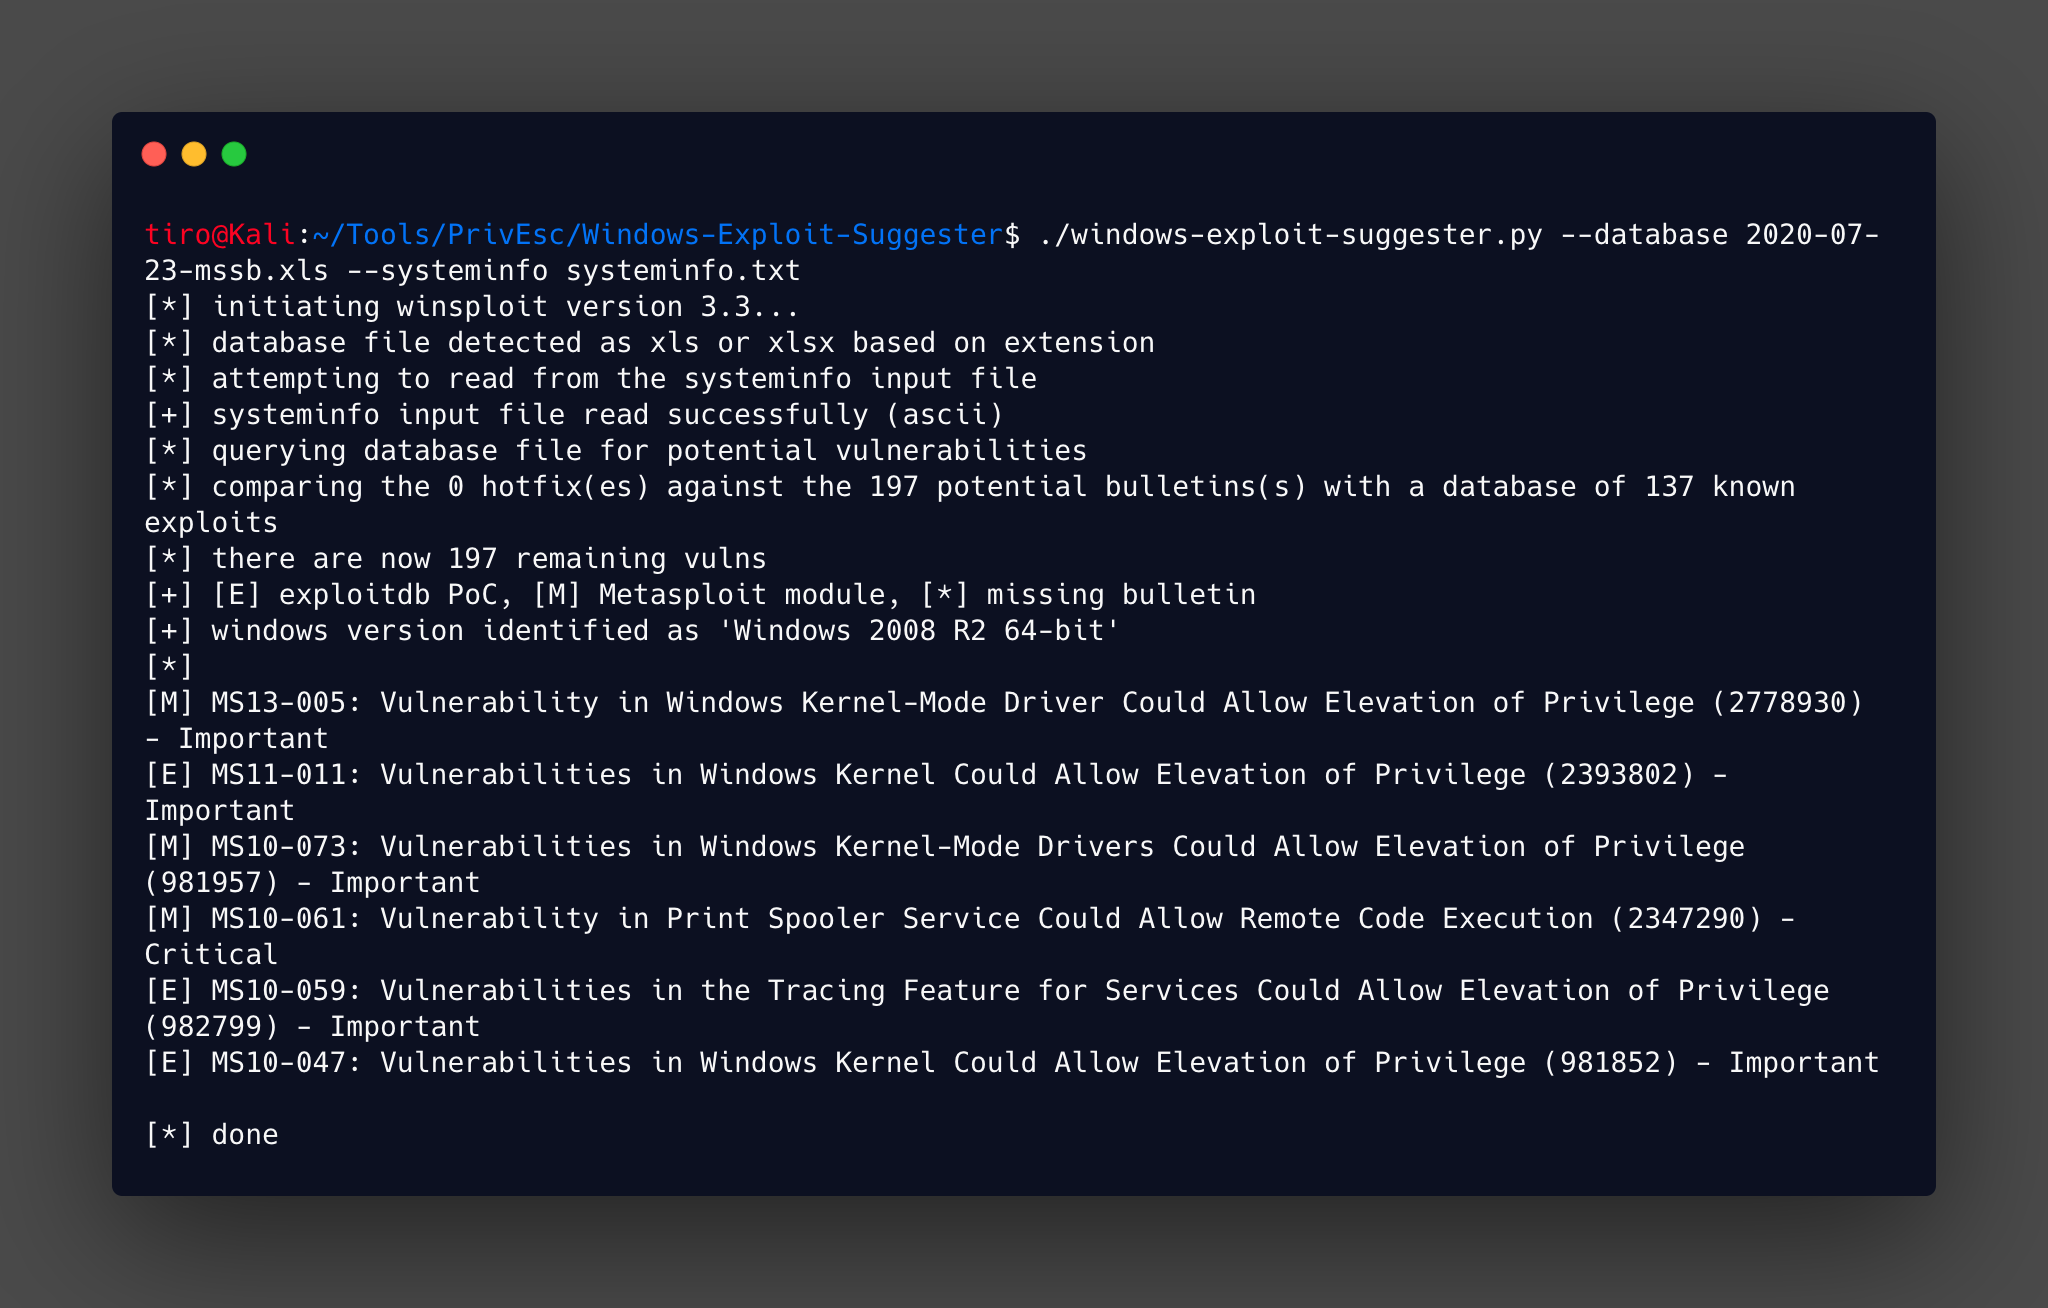 tiro@Kali:~/Tools/PrivEsc/Windows-Exploit-Suggester$ ./windows-exploit-suggester.py --database 2020-07-
23-mssb.xls --systeminfo systeminfo.txt
[*] initiating winsploit version 3.3...
[*] database file detected as xls or xlsx based on extension
[*] attempting to read from the systeminfo input file
[+] systeminfo input file read successfully (ascii)
[*] querying database file for potential vulnerabilities
[*] comparing the 0 hotfix(es) against the 197 potential bulletins(s) with a database of 137 known
exploits
[*] there are now 197 remaining vulns
[+] [E] exploitdb PoC, [M] Metasploit module, [*] missing bulletin
[+] windows version identified as 'Windows 2008 R2 64-bit'
[*]
[M] MS13-005: Vulnerability in Windows Kernel-Mode Driver Could Allow Elevation of Privilege (2778930)
- Important
[E] MS11-011: Vulnerabilities in Windows Kernel Could Allow Elevation of Privilege (2393802) -
Important
[M] MS10-073: Vulnerabilities in Windows Kernel-Mode Drivers Could Allow Elevation of Privilege
(981957) - Important
[M] MS10-061: Vulnerability in Print Spooler Service Could Allow Remote Code Execution (2347290) -
Critical
[E] MS10-059: Vulnerabilities in the Tracing Feature for Services Could Allow Elevation of Privilege
(982799) - Important
[E] MS10-047: Vulnerabilities in Windows Kernel Could Allow Elevation of Privilege (981852) - Important
[*] done